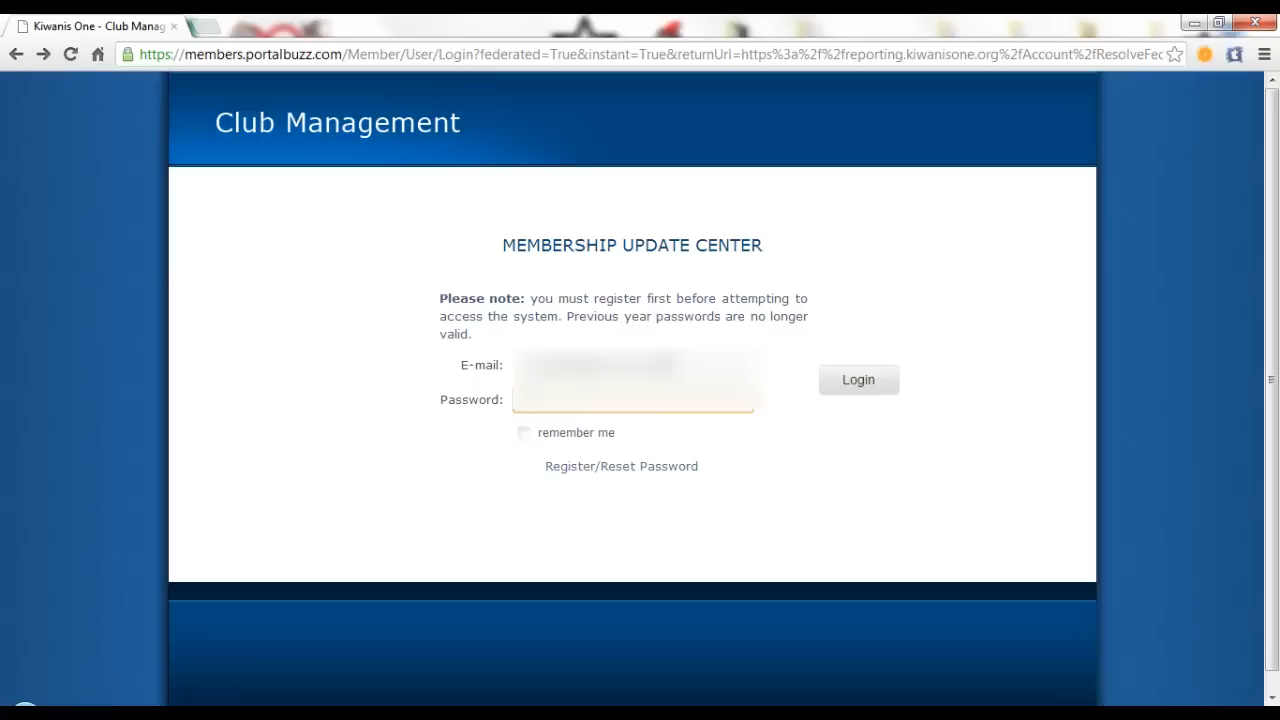 Kiwanis One - Club Manag
https://members.portalbuzz.com/Member/User/Login?federated=True&instant=True&returnUrl=https%3a%2f%2freporting.kiwanisone.org%2fAccount%2fResolveFec
Club Management
MEMBERSHIP UPDATE CENTER
Please note: you must register first before attempting to
access the system. Previous year passwords are no longer
valid.
E-mail:
Login
Password:
remember me
Register/Reset Password